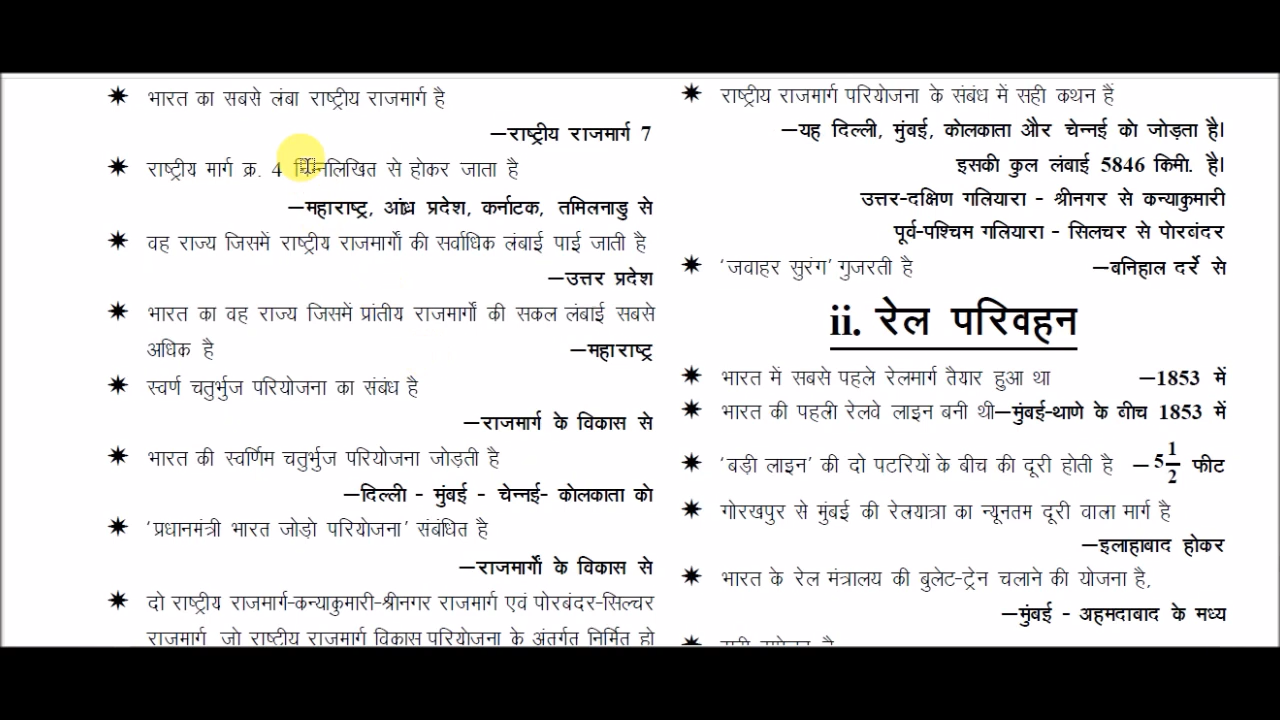 ✷ भारत का सबसे लंबा राष्ट्रीय राजमार्ग है
—राष्ट्रीय राजमार्ग 7
✷ राष्ट्रीय मार्ग क्र. 4 निम्नलिखित से होकर जाता है
—महाराष्ट्र, आंध्र प्रदेश, कर्नाटक, तमिलनाडु से
✷ वह राज्य जिसमें राष्ट्रीय राजमार्गों की सर्वाधिक लंबाई पाई जाती है
—उत्तर प्रदेश
✷ भारत का वह राज्य जिसमें प्रांतीय राजमार्गों की सकल लंबाई सबसे
अधिक है —महाराष्ट्र
✷ स्वर्ण चतुर्भुज परियोजना का संबंध है
—राजमार्ग के विकास से
✷ भारत की स्वर्णिम चतुर्भुज परियोजना जोड़ती है
—दिल्ली - मुंबई - चेन्नई- कोलकाता को
✷ 'प्रधानमंत्री भारत जोड़ो परियोजना' संबंधित है
—राजमार्गों के विकास से
✷ दो राष्ट्रीय राजमार्ग-कन्याकुमारी-श्रीनगर राजमार्ग एवं पोरबंदर-सिल्चर
राजमार्ग जो राष्ट्रीय राजमार्ग विकास परियोजना के अंतर्गत निर्मित हो
✷ राष्ट्रीय राजमार्ग परियोजना के संबंध में सही कथन हैं
—यह दिल्ली, मुंबई, कोलकाता और चेन्नई को जोड़ता है।
इसकी कुल लंबाई 5846 किमी. है।
उत्तर-दक्षिण गलियारा - श्रीनगर से कन्याकुमारी
पूर्व-पश्चिम गलियारा - सिलचर से पोरबंदर
✷ 'जवाहर सुरंग' गुजरती है —बनिहाल दर्रे से
ii. रेल परिवहन
✷ भारत में सबसे पहले रेलमार्ग तैयार हुआ था —1853 में
✷ भारत की पहली रेलवे लाइन बनी थी—मुंबई-थाणे के बीच 1853 में
✷ 'बड़ी लाइन' की दो पटरियों के बीच की दूरी होती है —5 1/2 फीट
✷ गोरखपुर से मुंबई की रेलयात्रा का न्यूनतम दूरी वाला मार्ग है
—इलाहाबाद होकर
✷ भारत के रेल मंत्रालय की बुलेट-ट्रेन चलाने की योजना है,
—मुंबई - अहमदाबाद के मध्य